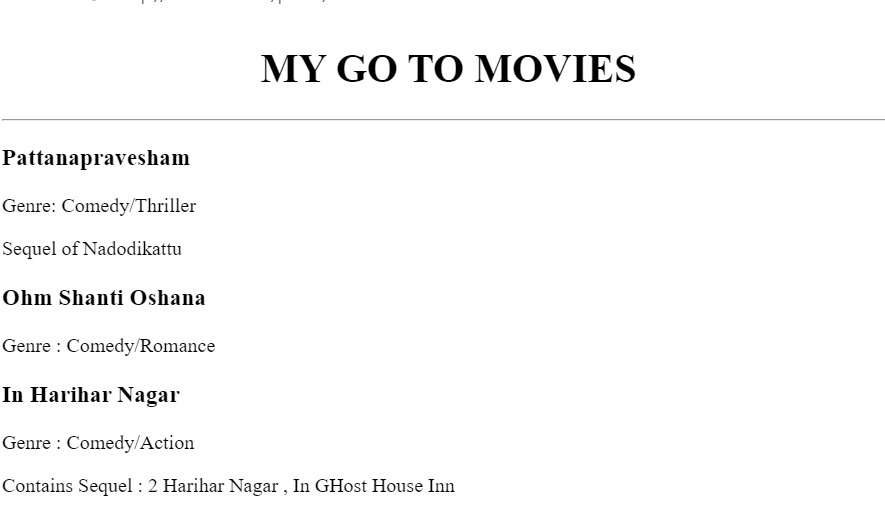 MY GO TO MOVIES
Pattanapravesham
Genre: Comedy/Thriller
Sequel of Nadodikattu
Ohm Shanti Oshana
Genre : Comedy/Romance
In Harihar Nagar
Genre : Comedy/Action
Contains Sequel : 2 Harihar Nagar , In GHost House Inn